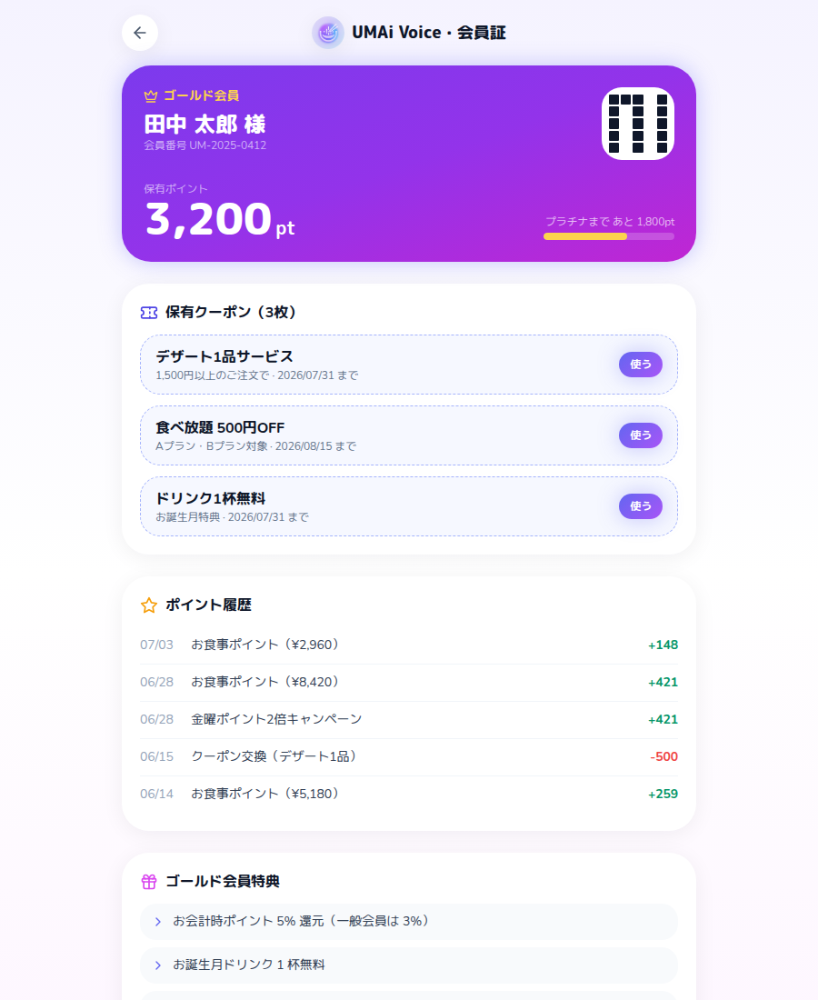 UMAi Voice · 会員証
ゴールド会員
田中 太郎 様
会員番号 UM-2025-0412
保有ポイント
3,200 pt
プラチナまで あと 1,800pt
保有クーポン（3枚）
デザート1品サービス
1,500円以上のご注文で · 2026/07/31 まで
使う
食べ放題 500円OFF
Aプラン・Bプラン対象 · 2026/08/15 まで
使う
ドリンク1杯無料
お誕生月特典 · 2026/07/31 まで
使う
ポイント履歴
07/03 お食事ポイント（¥2,960） +148
06/28 お食事ポイント（¥8,420） +421
06/28 金曜ポイント2倍キャンペーン +421
06/15 クーポン交換（デザート1品） -500
06/14 お食事ポイント（¥5,180） +259
ゴールド会員特典
お会計時ポイント 5% 還元（一般会員は 3%）
お誕生月ドリンク 1 杯無料